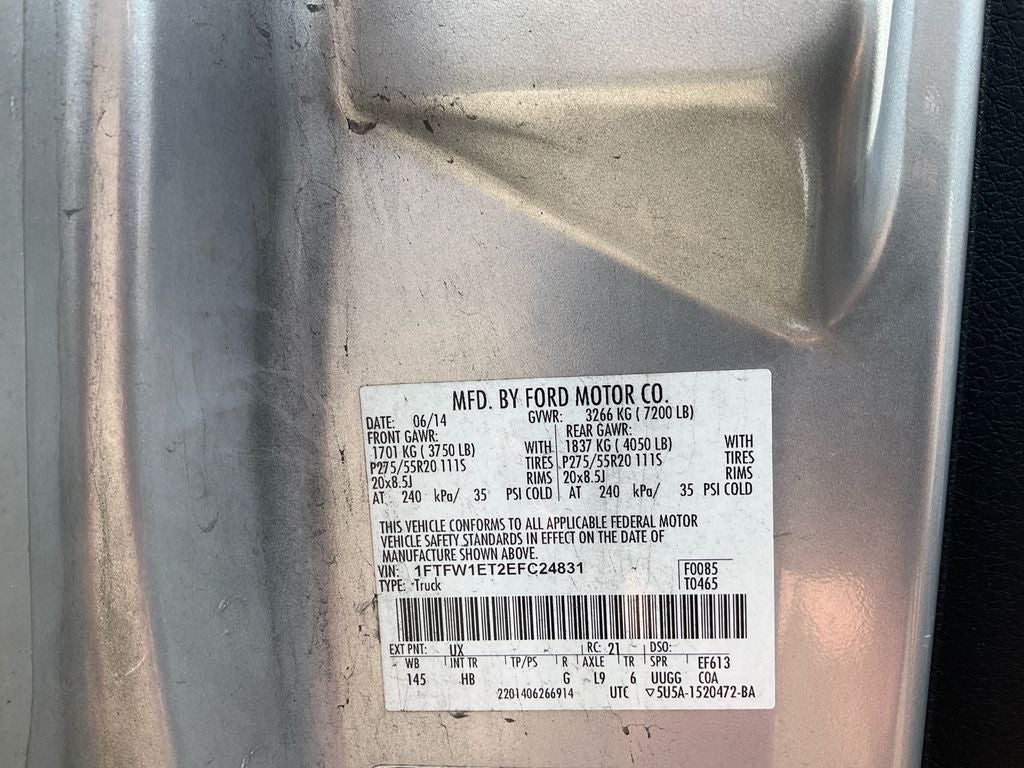 MFD. BY FORD MOTOR CO.
DATE: 06/14 GVWR: 3266 KG ( 7200 LB)
FRONT GAWR: REAR GAWR:
1701 KG ( 3750 LB) WITH 1837 KG ( 4050 LB) WITH
P275/55R20 111S TIRES P275/55R20 111S TIRES
20x8.5J RIMS 20x8.5J RIMS
AT 240 kPa/ 35 PSI COLD AT 240 kPa/ 35 PSI COLD
THIS VEHICLE CONFORMS TO ALL APPLICABLE FEDERAL MOTOR
VEHICLE SAFETY STANDARDS IN EFFECT ON THE DATE OF
MANUFACTURE SHOWN ABOVE.
VIN: 1FTFW1ET2EFC24831 F0085
TYPE: Truck T0465
EXT PNT: UX RC: 21 DSO:
WB INT TR TP/PS R AXLE TR SPR EF613
145 HB G L9 6 UUGG COA
2201406266914 UTC ▽5U5A-1520472-BA